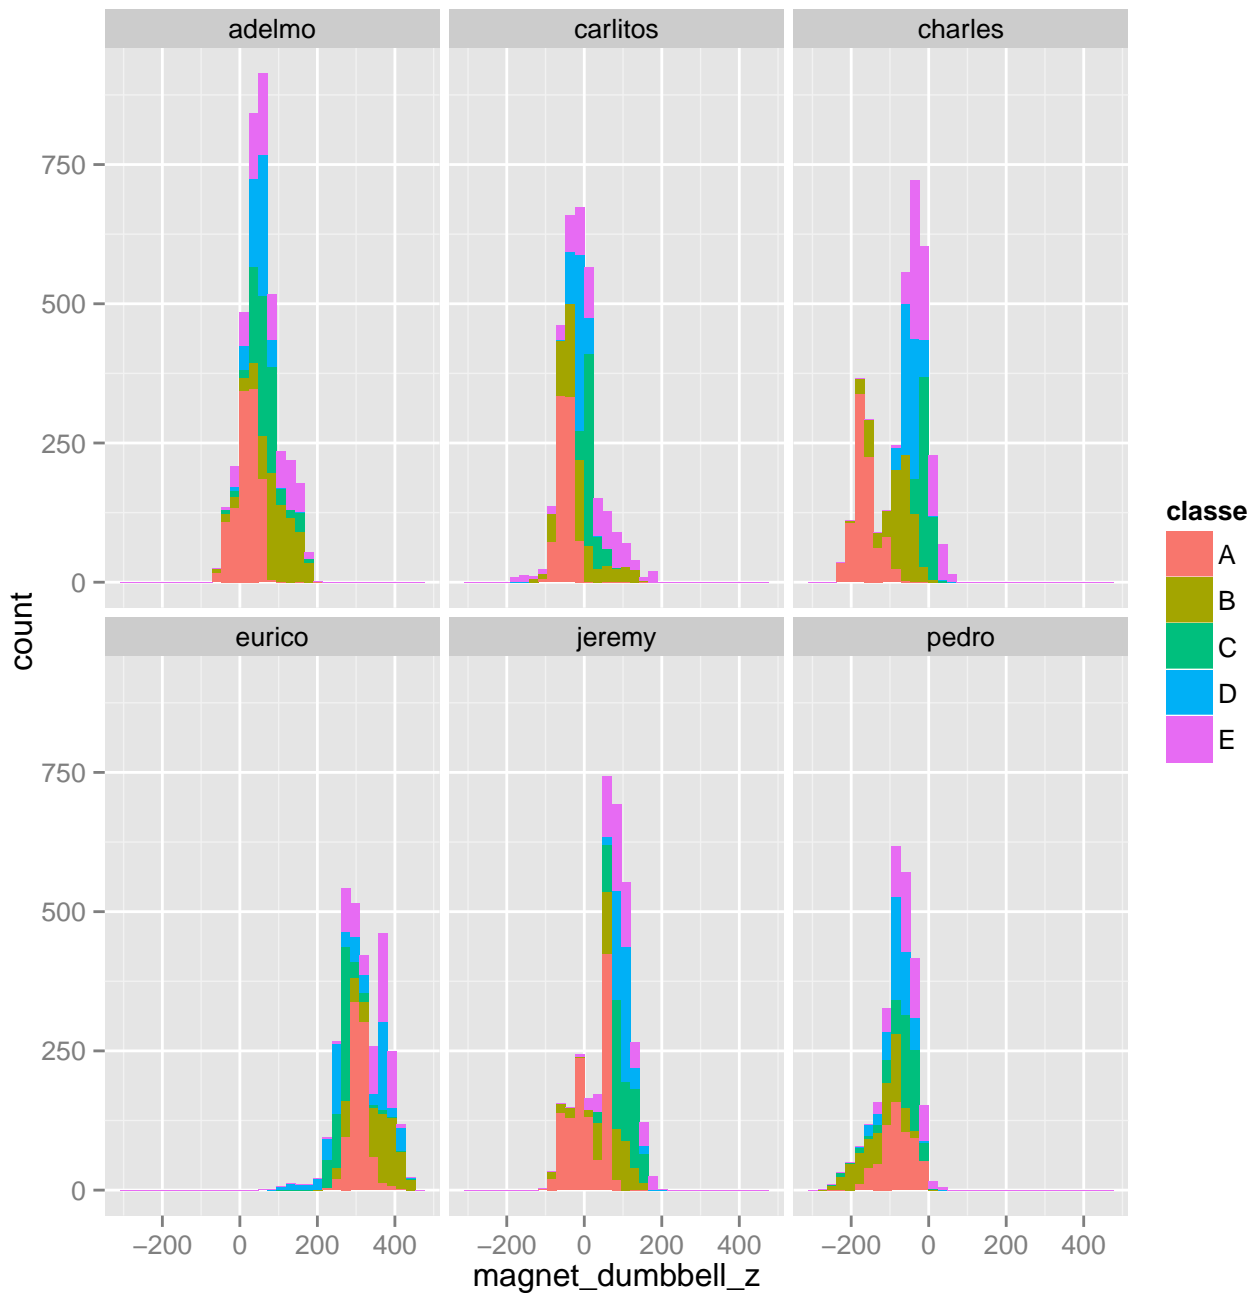 adelmo carlitos charles
750
500
250
0
count
eurico jeremy pedro
750
500
250
0
−200 0 200 400 −200 0 200 400 −200 0 200 400
magnet_dumbbell_z
classe
A
B
C
D
E